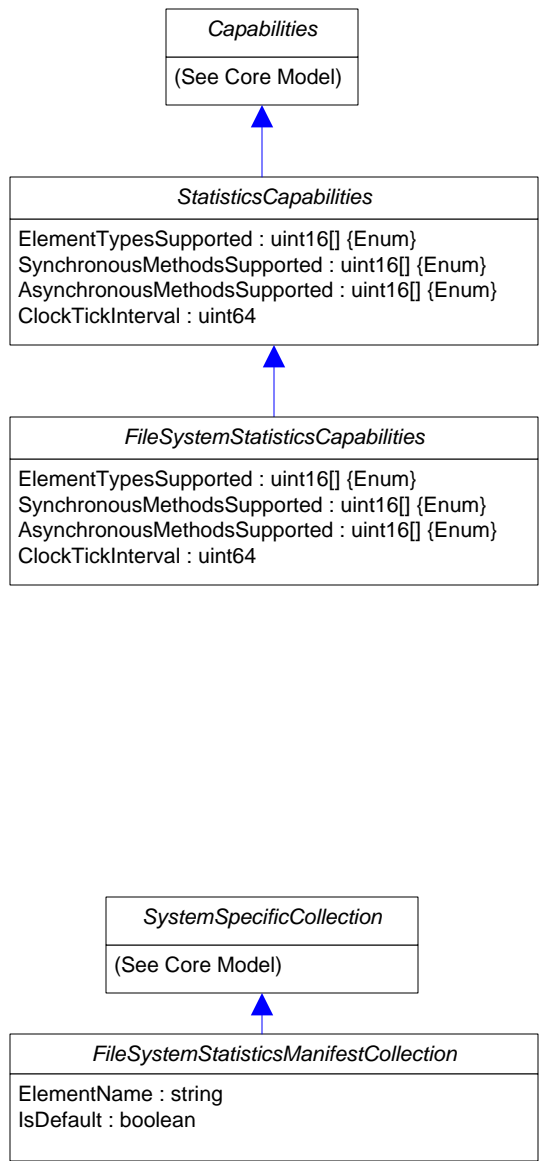 Capabilities
(See Core Model)
StatisticsCapabilities
ElementTypesSupported : uint16[] {Enum}
SynchronousMethodsSupported : uint16[] {Enum}
AsynchronousMethodsSupported : uint16[] {Enum}
ClockTickInterval : uint64
FileSystemStatisticsCapabilities
ElementTypesSupported : uint16[] {Enum}
SynchronousMethodsSupported : uint16[] {Enum}
AsynchronousMethodsSupported : uint16[] {Enum}
ClockTickInterval : uint64
SystemSpecificCollection
(See Core Model)
FileSystemStatisticsManifestCollection
ElementName : string
IsDefault : boolean